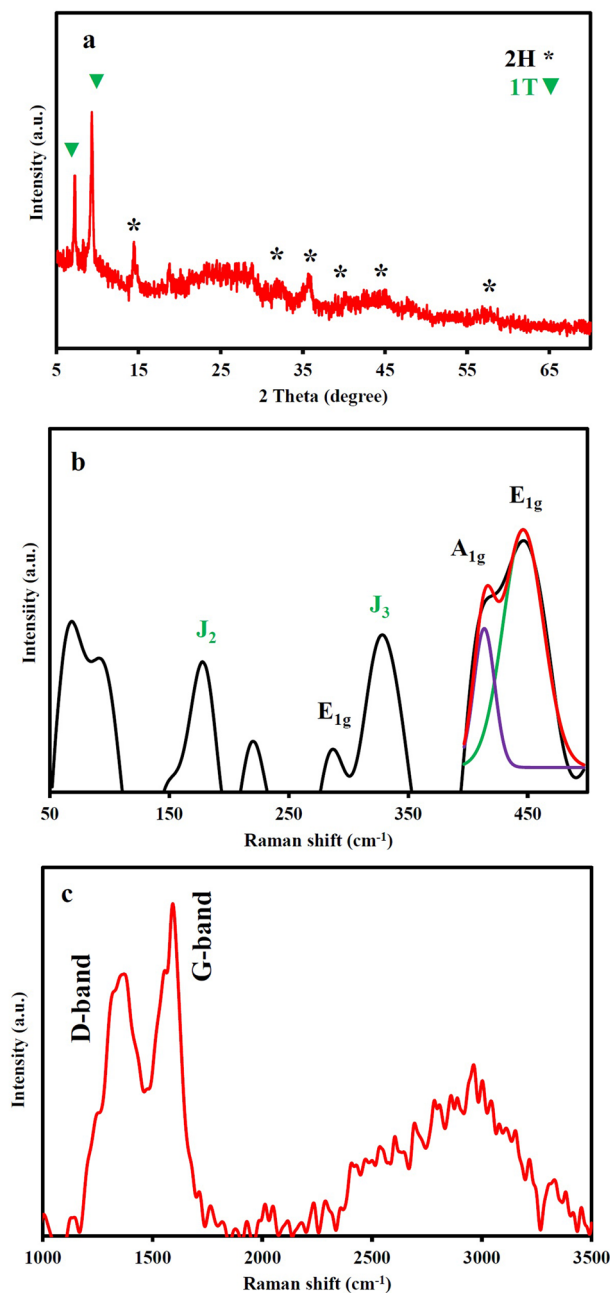 a
2H *
1T ▼
* * * * * *
Intensity (a.u.)
5 15 25 35 45 55 65
2 Theta (degree)
b
E1g
A1g
J2
J3
E1g
Intensiity (a.u.)
50 150 250 350 450
Raman shift (cm-1)
c
D-band
G-band
Intensity (a.u.)
1000 1500 2000 2500 3000 3500
Raman shift (cm-1)